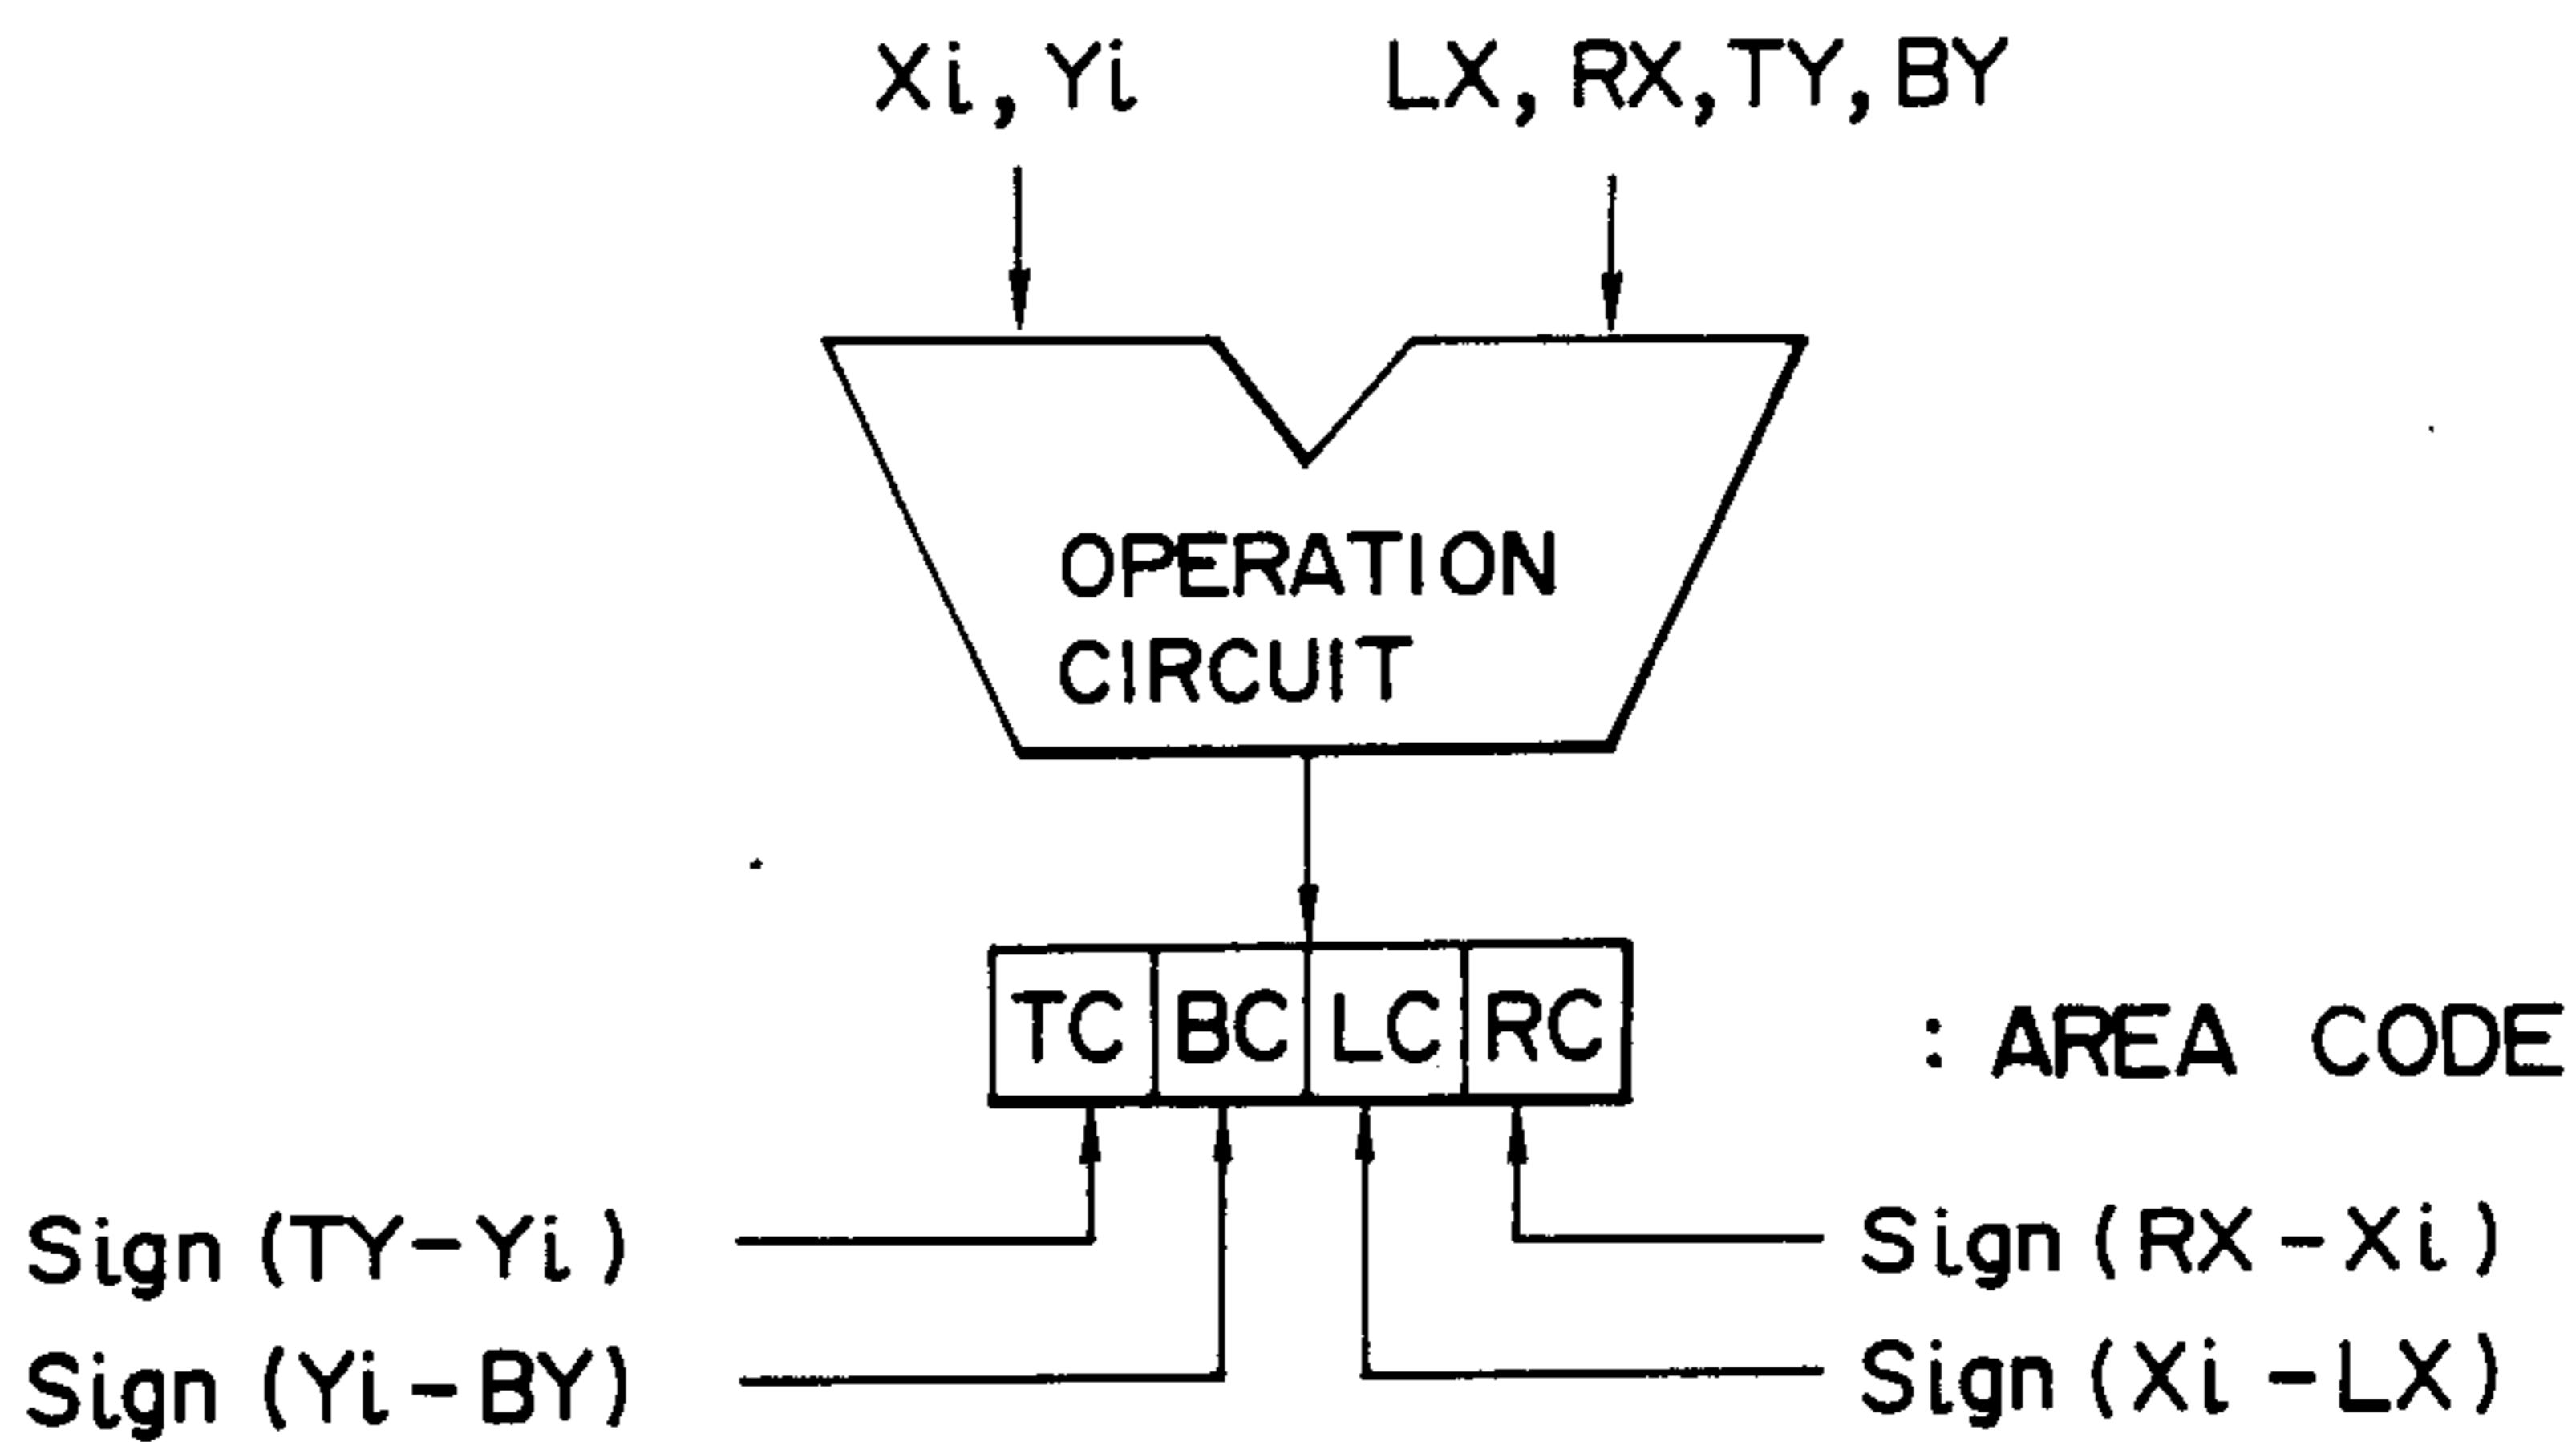 Xi, Yi
LX, RX, TY, BY
OPERATION
CIRCUIT
TC BC LC RC
: AREA CODE
Sign (TY-Yi)
Sign (RX-Xi)
Sign (Yi-BY)
Sign (Xi-LX)